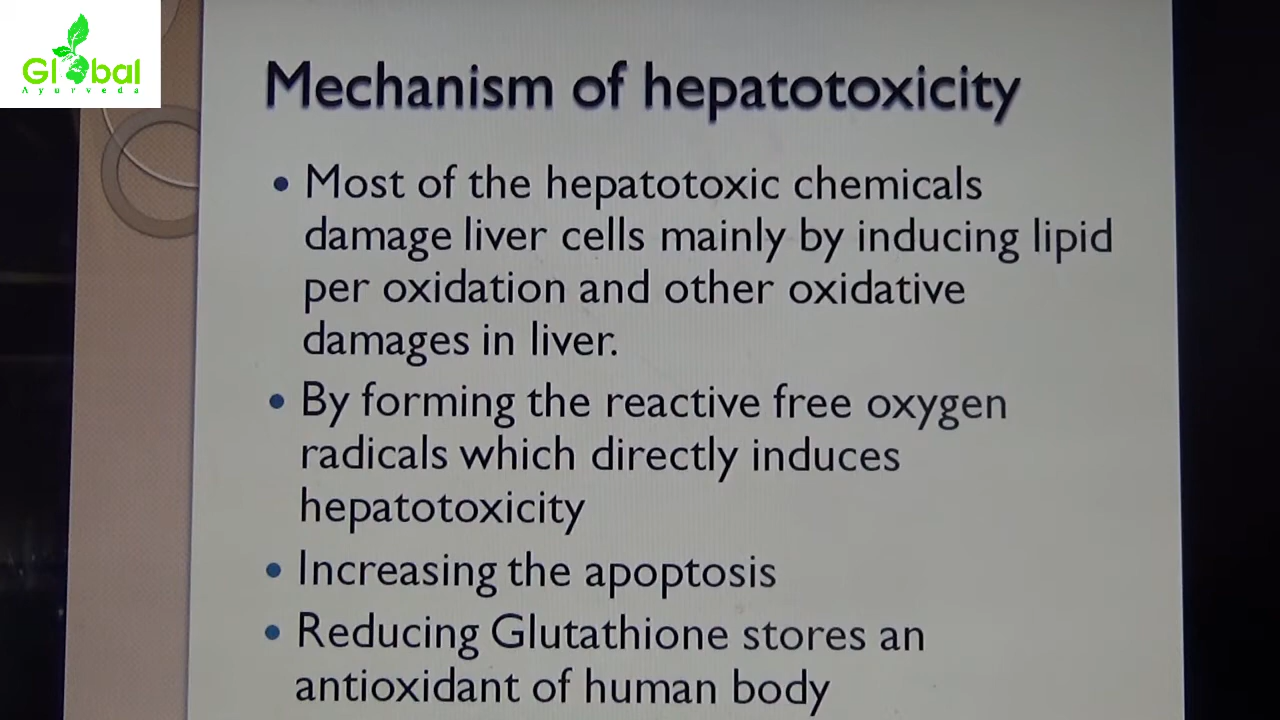 Global
Ayurveda
Mechanism of hepatotoxicity
• Most of the hepatotoxic chemicals
damage liver cells mainly by inducing lipid
per oxidation and other oxidative
damages in liver.
• By forming the reactive free oxygen
radicals which directly induces
hepatotoxicity
• Increasing the apoptosis
• Reducing Glutathione stores an
antioxidant of human body